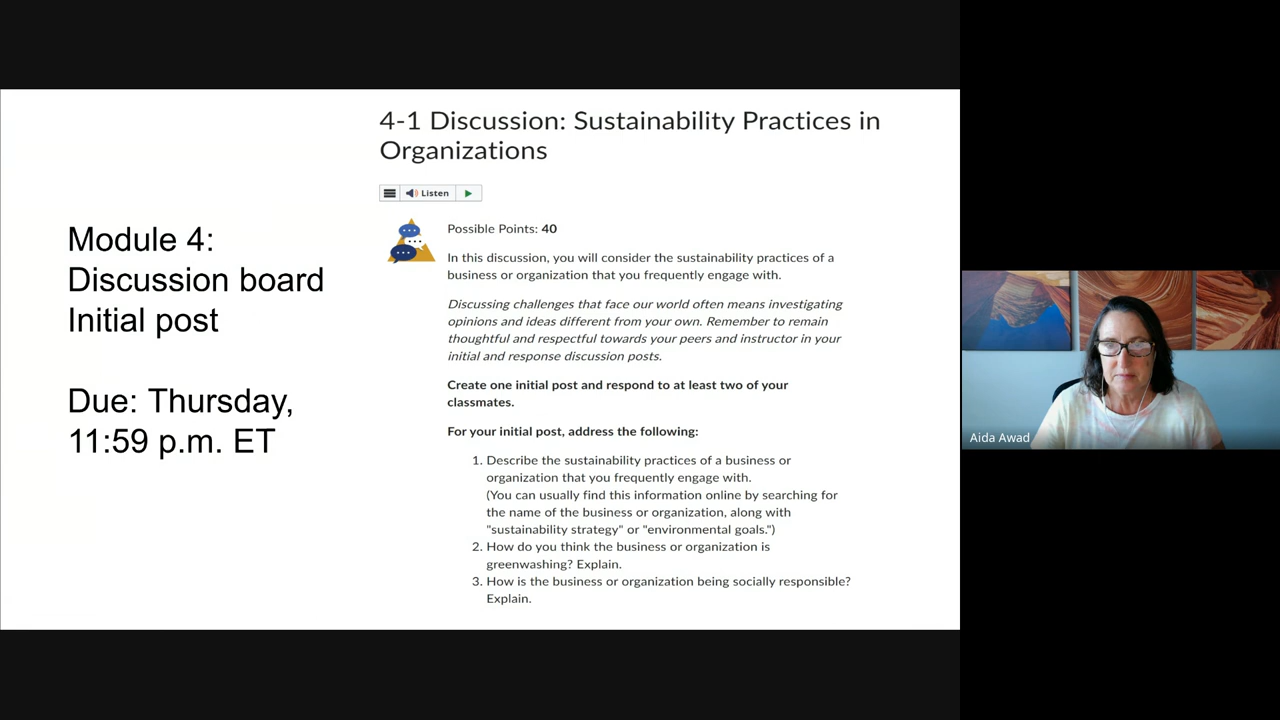 Module 4:
Discussion board
Initial post
Due: Thursday,
11:59 p.m. ET
4-1 Discussion: Sustainability Practices in
Organizations
Listen
Possible Points: 40
In this discussion, you will consider the sustainability practices of a
business or organization that you frequently engage with.
Discussing challenges that face our world often means investigating
opinions and ideas different from your own. Remember to remain
thoughtful and respectful towards your peers and instructor in your
initial and response discussion posts.
Create one initial post and respond to at least two of your
classmates.
For your initial post, address the following:
1. Describe the sustainability practices of a business or
organization that you frequently engage with.
(You can usually find this information online by searching for
the name of the business or organization, along with
"sustainability strategy" or "environmental goals.")
2. How do you think the business or organization is
greenwashing? Explain.
3. How is the business or organization being socially responsible?
Explain.
Aida Awad